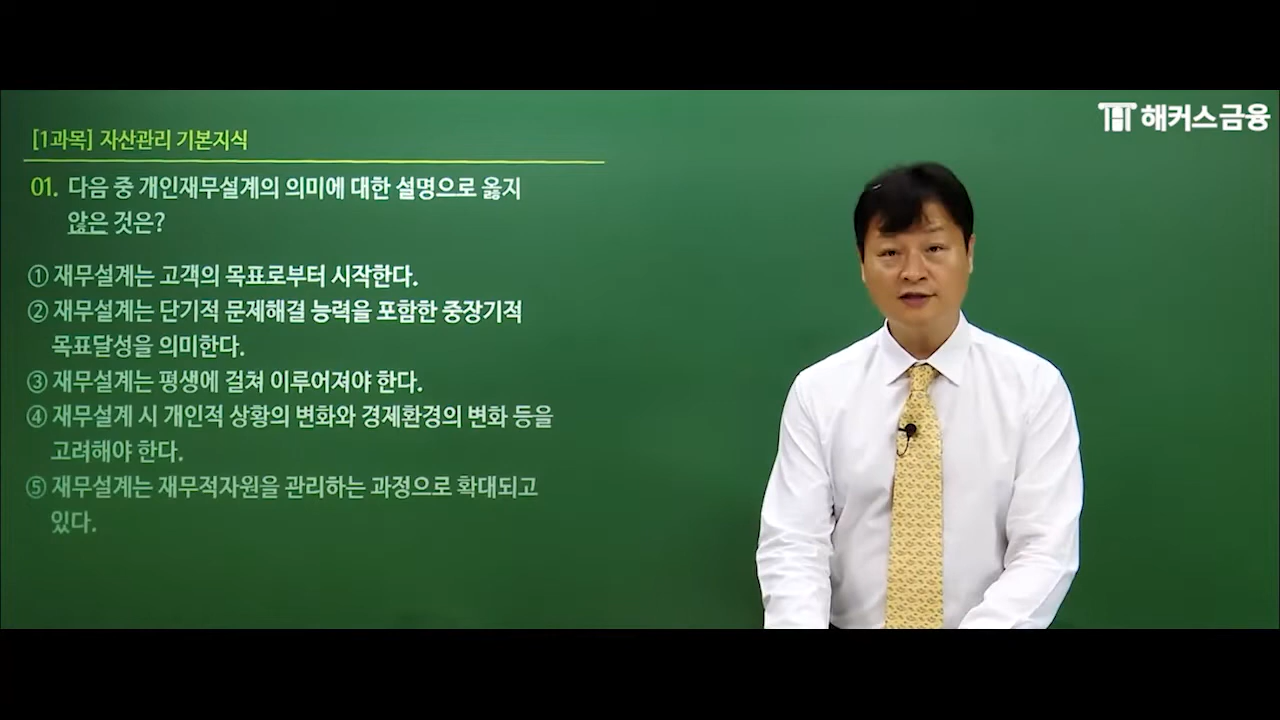 해커스금융
[1과목] 자산관리 기본지식
01. 다음 중 개인재무설계의 의미에 대한 설명으로 옳지
않은 것은?
① 재무설계는 고객의 목표로부터 시작한다.
② 재무설계는 단기적 문제해결 능력을 포함한 중장기적
목표달성을 의미한다.
③ 재무설계는 평생에 걸쳐 이루어져야 한다.
④ 재무설계 시 개인적 상황의 변화와 경제환경의 변화 등을
고려해야 한다.
⑤ 재무설계는 재무적자원을 관리하는 과정으로 확대되고
있다.